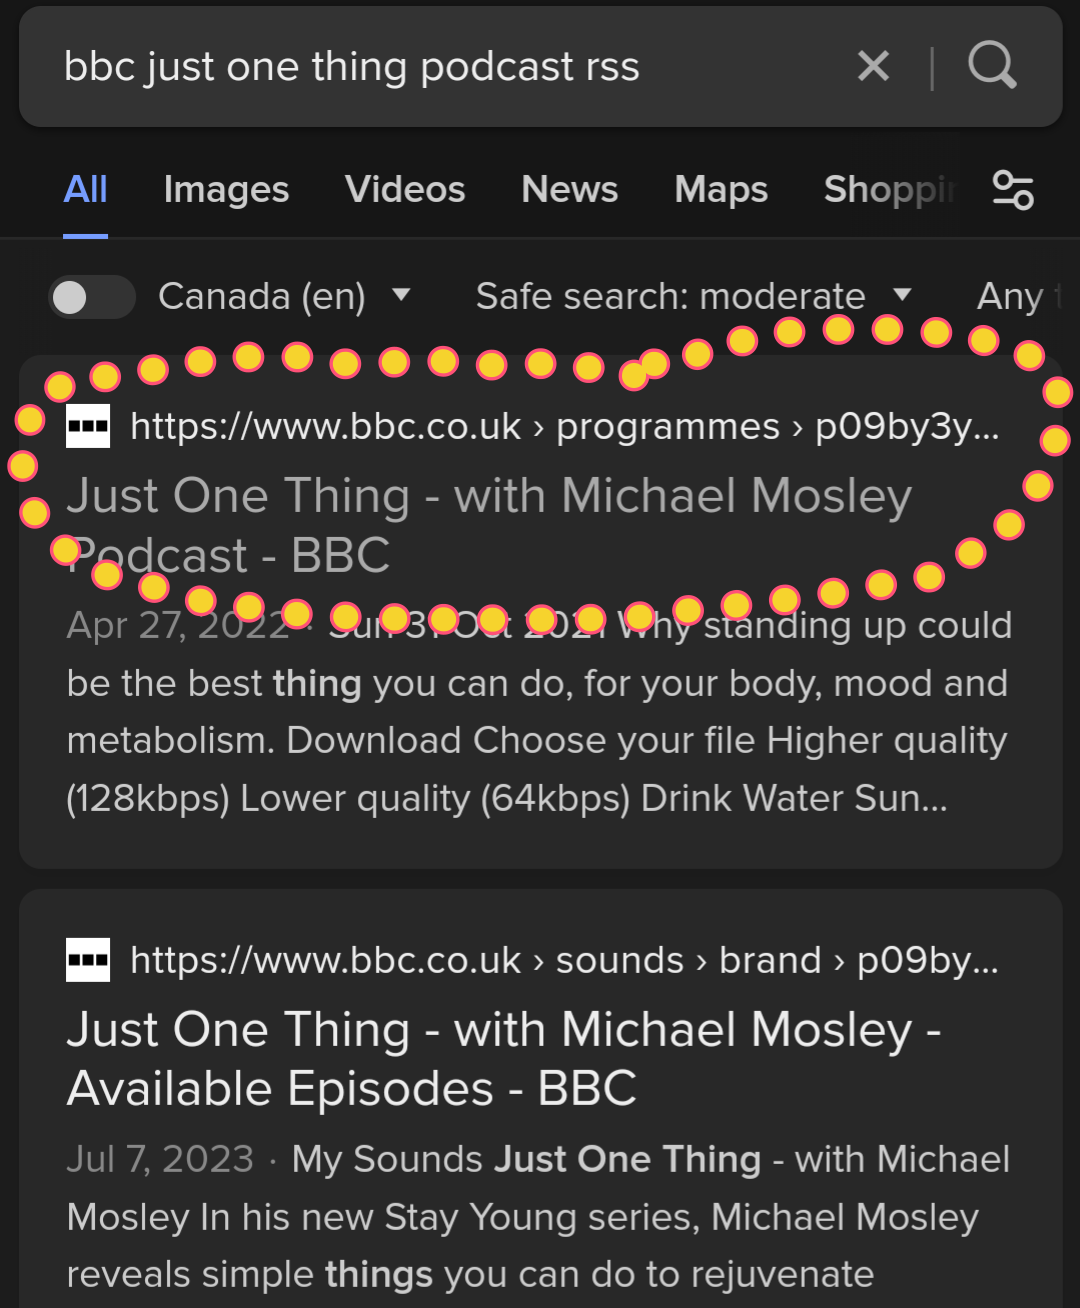 bbc just one thing podcast rss
All Images Videos News Maps Shoppin
Canada (en) Safe search: moderate Any
https://www.bbc.co.uk › programmes › p09by3y...
Just One Thing - with Michael Mosley
Podcast - BBC
Apr 27, 2022 · Sun 31 Oct 2021 Why standing up could
be the best thing you can do, for your body, mood and
metabolism. Download Choose your file Higher quality
(128kbps) Lower quality (64kbps) Drink Water Sun...
https://www.bbc.co.uk › sounds › brand › p09by...
Just One Thing - with Michael Mosley -
Available Episodes - BBC
Jul 7, 2023 · My Sounds Just One Thing - with Michael
Mosley In his new Stay Young series, Michael Mosley
reveals simple things you can do to rejuvenate